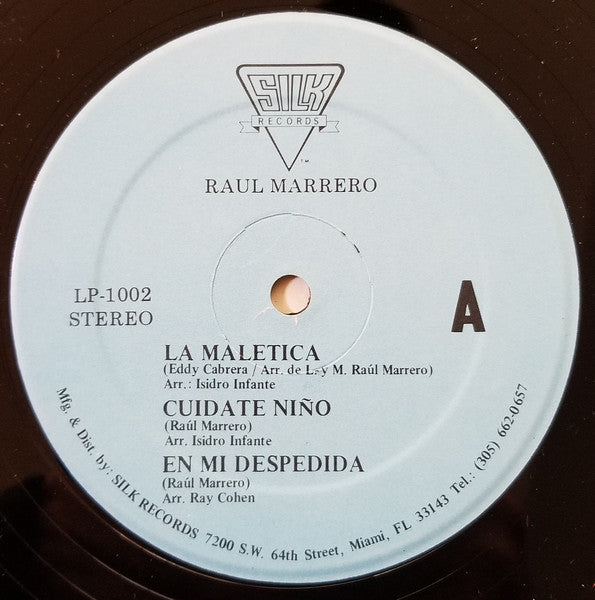 SILK
RECORDS
T.M.
RAUL MARRERO
LP-1002
STEREO
A
LA MALETICA
(Eddy Cabrera / Arr. de L. y M. Raúl Marrero)
Arr.: Isidro Infante
CUIDATE NIÑO
(Raúl Marrero)
Arr. Isidro Infante
EN MI DESPEDIDA
(Raúl Marrero)
Arr. Ray Cohen
Mfg. & Dist. by: SILK RECORDS 7200 S.W. 64th Street, Miami, FL 33143 Tel.: (305) 662-0657